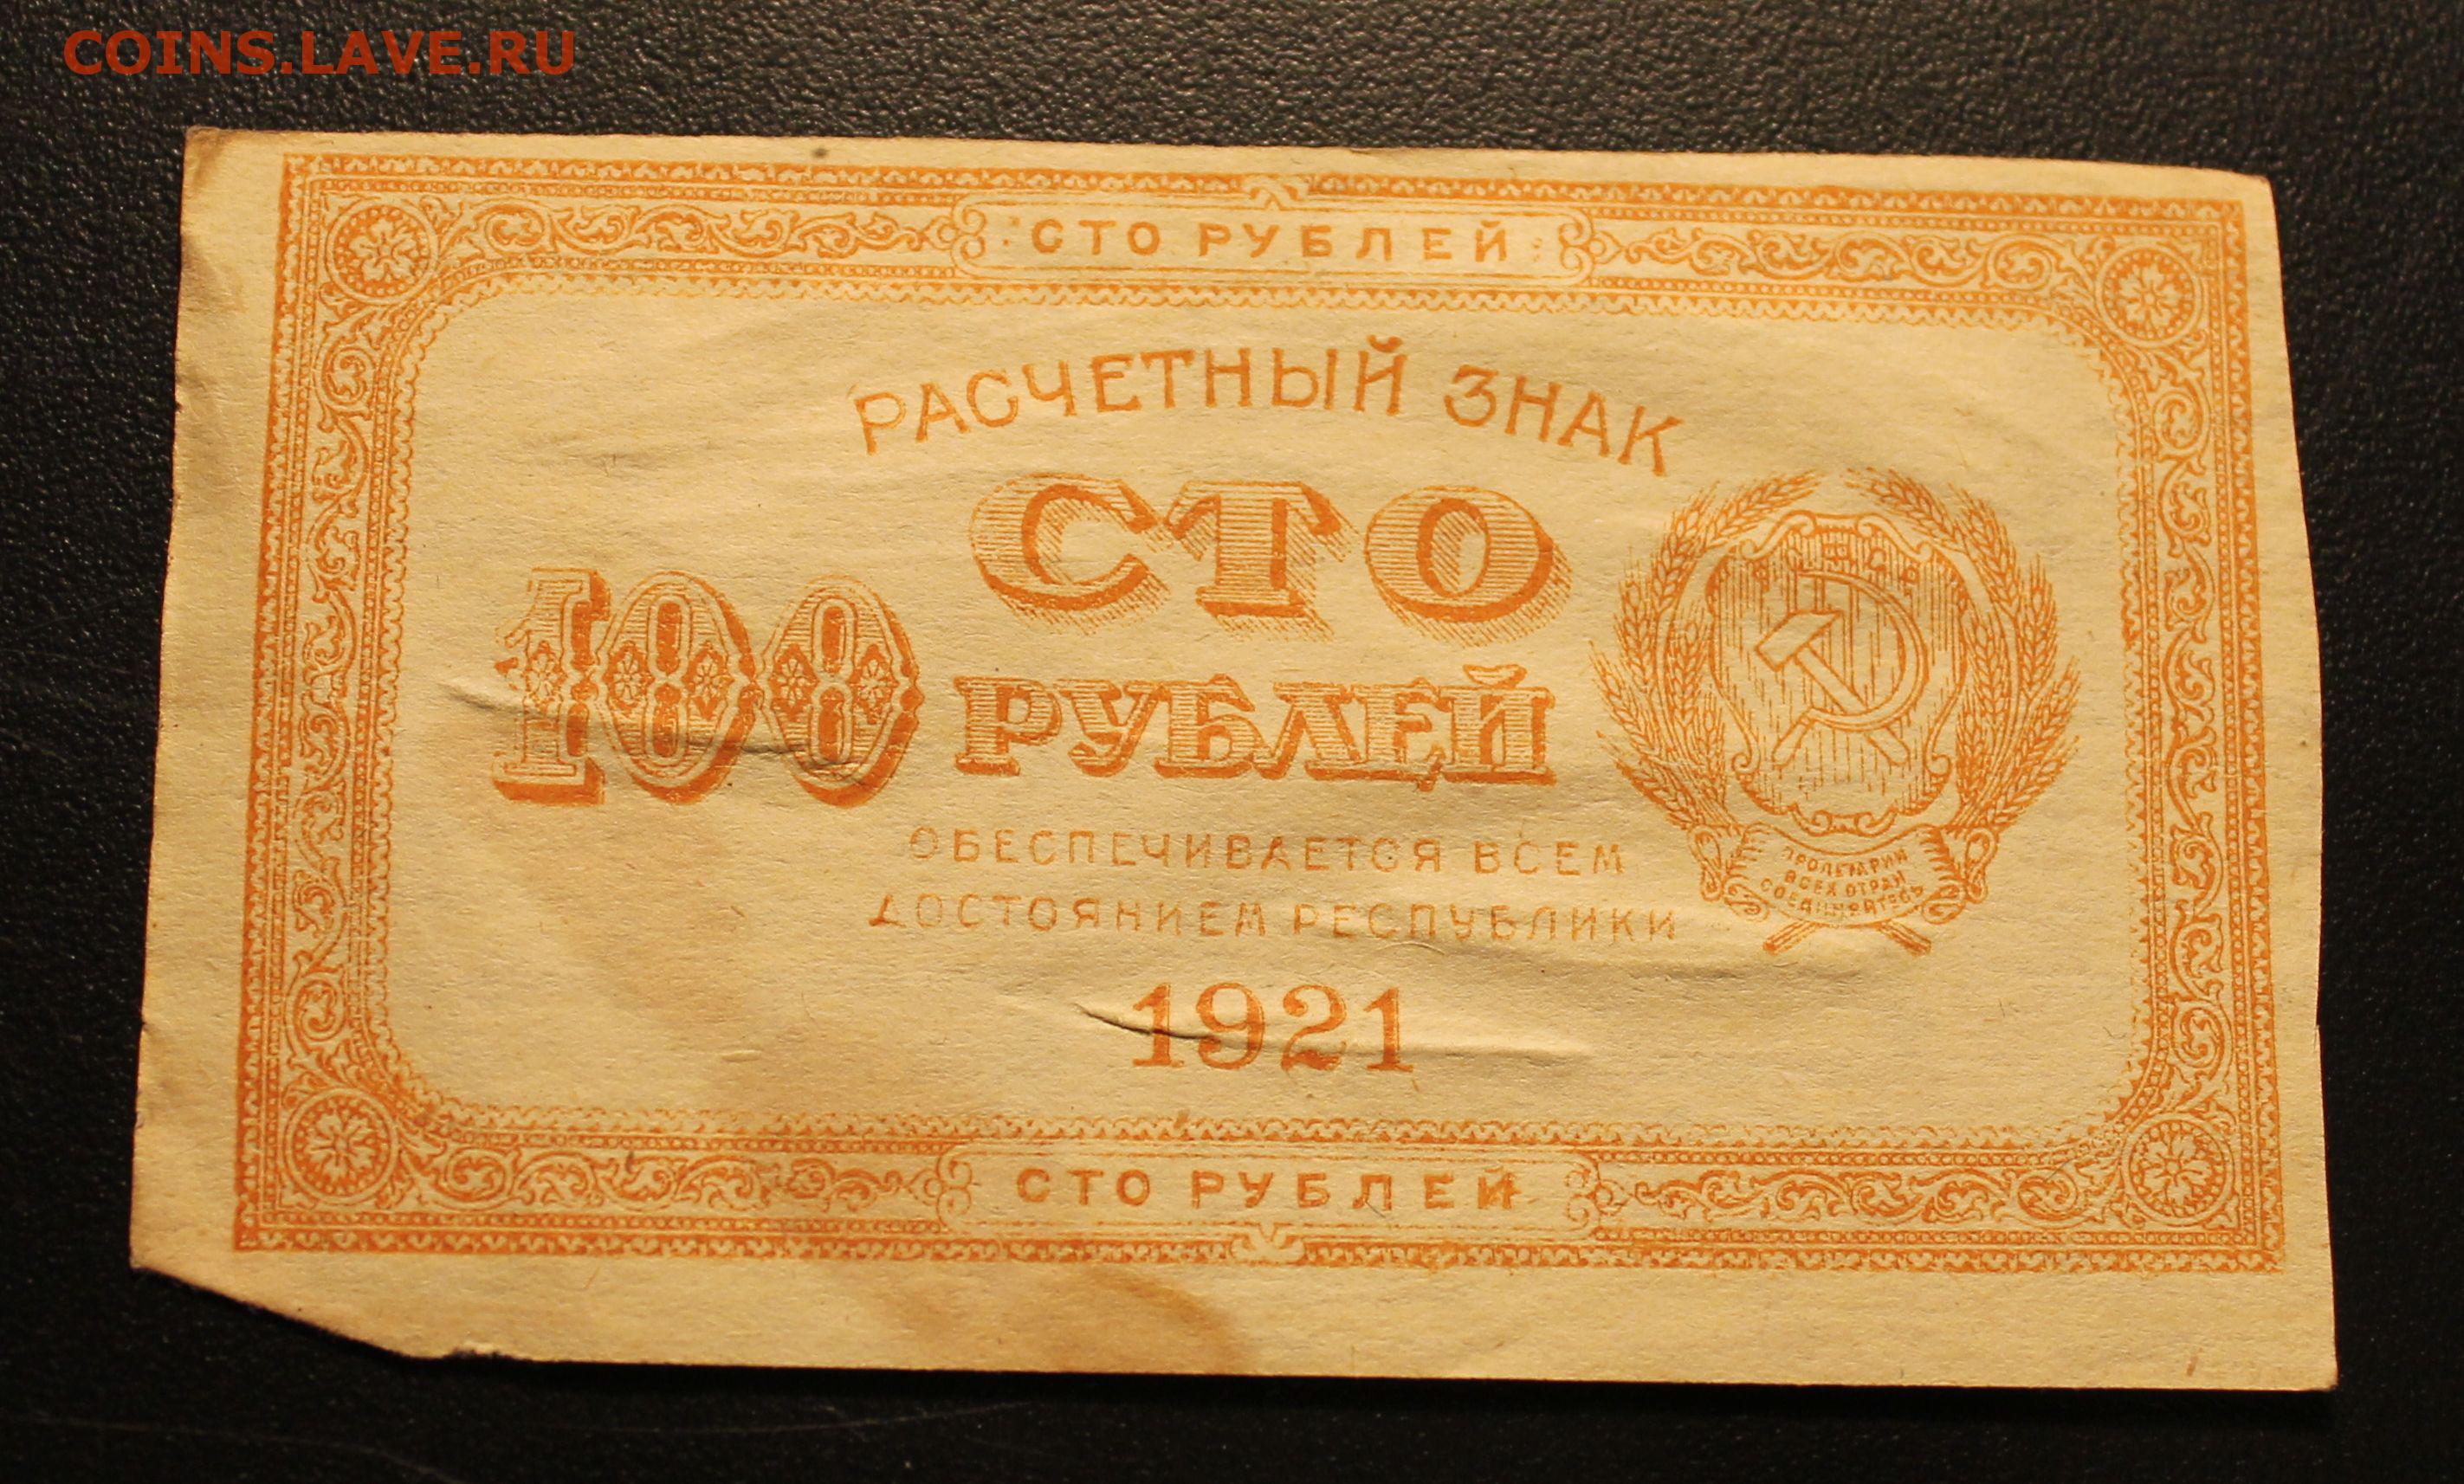 COINS.LAVE.RU
СТО РУБЛЕЙ
РАСЧЕТНЫЙ ЗНАК
СТО
100 РУБЛЕЙ
ОБЕСПЕЧИВАЕТСЯ ВСЕМ
ДОСТОЯНИЕМ РЕСПУБЛИКИ
ПРОЛЕТАРИИ
ВСЕХ СТРАН
1921
СТО РУБЛЕЙ